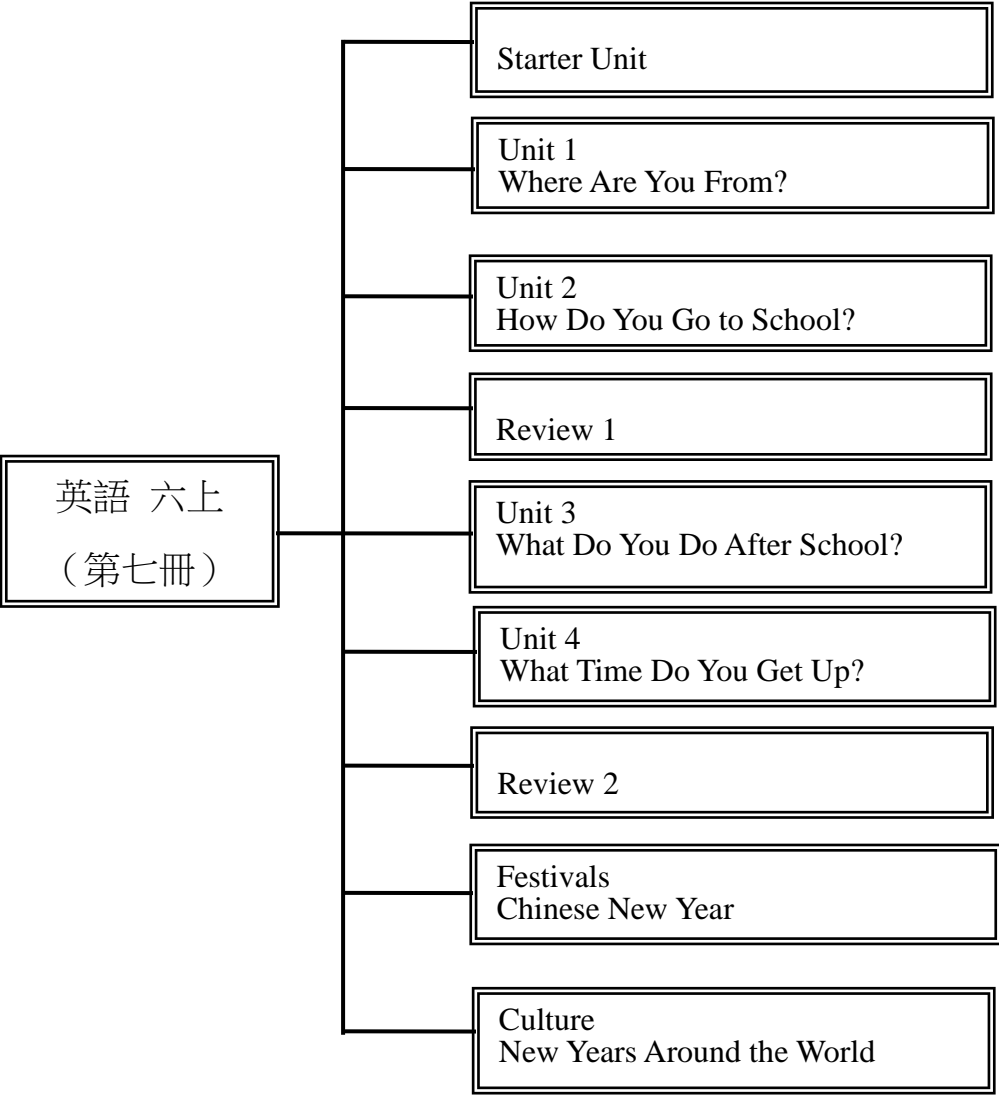 Starter Unit
Unit 1
Where Are You From?
Unit 2
How Do You Go to School?
Review 1
英語 六上
（第七冊）
Unit 3
What Do You Do After School?
Unit 4
What Time Do You Get Up?
Review 2
Festivals
Chinese New Year
Culture
New Years Around the World